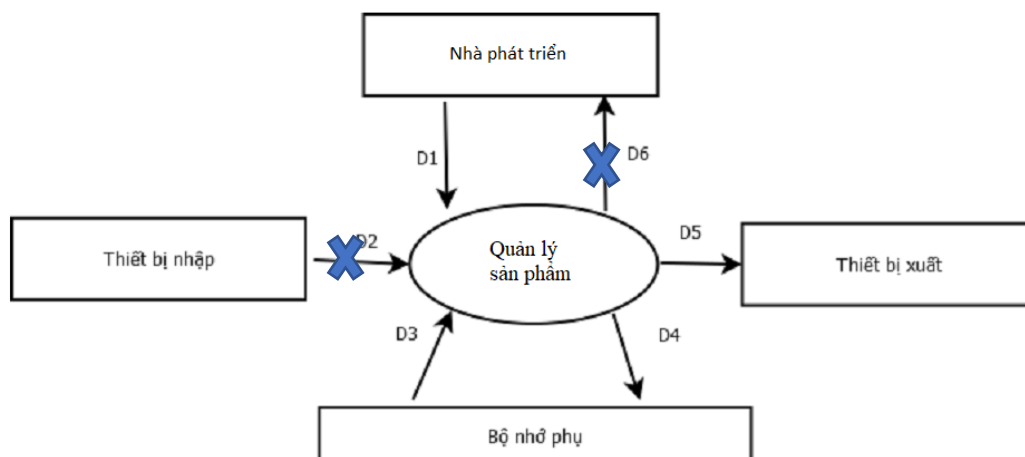 Nhà phát triển
D1
D6
D2
Thiết bị nhập
Quản lý
sản phẩm
D5
Thiết bị xuất
D3
D4
Bộ nhớ phụ